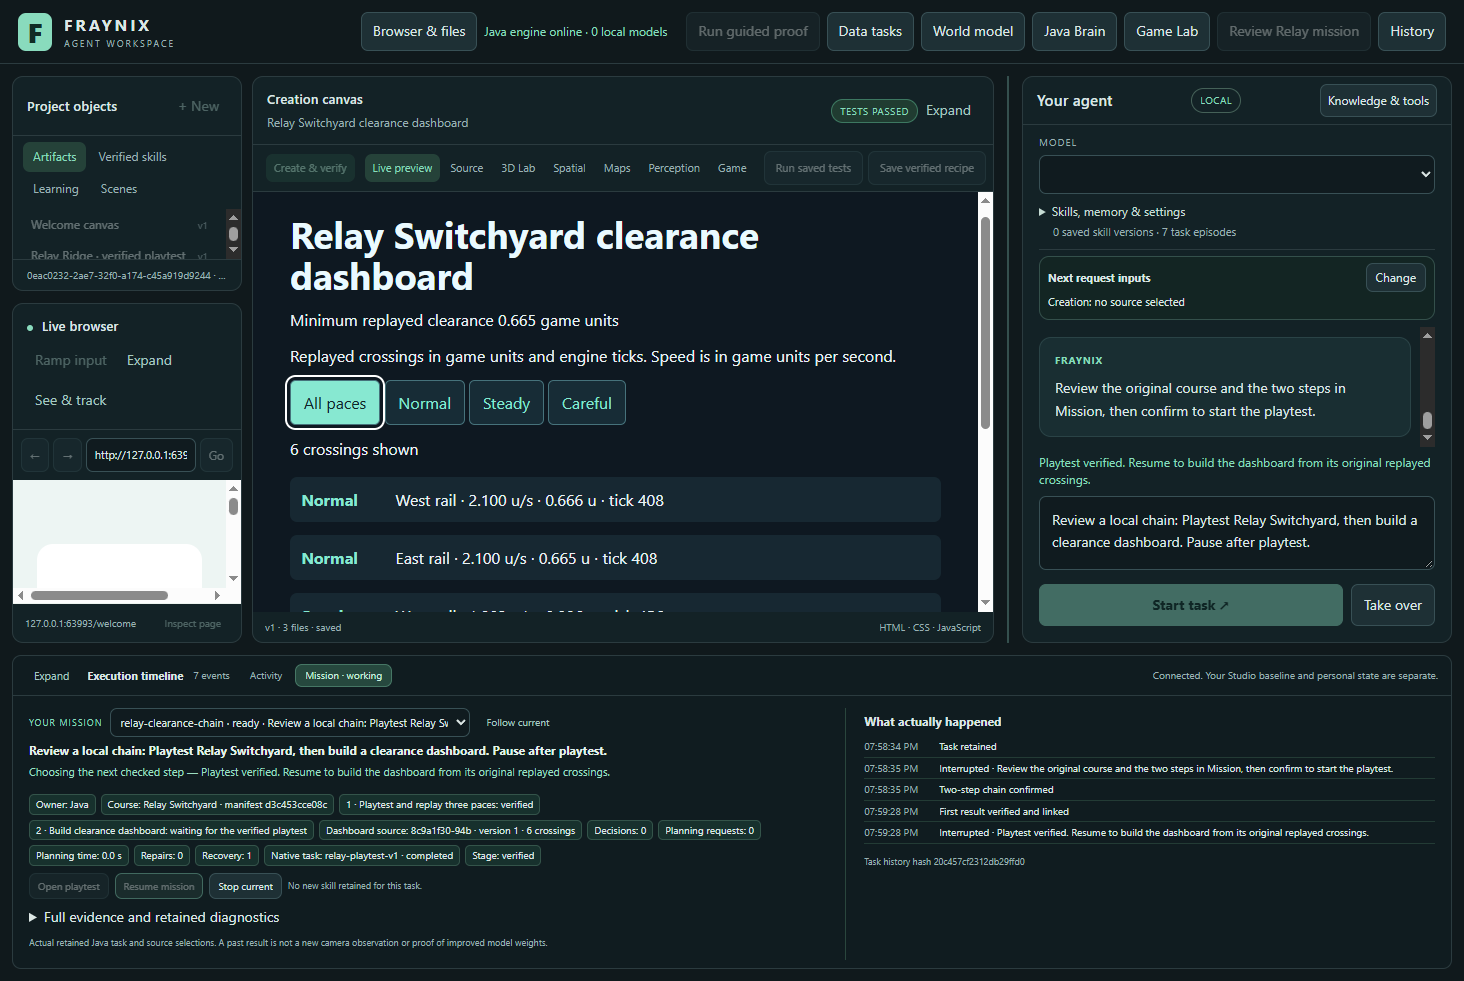 F FRAYNIX
AGENT WORKSPACE
Browser & files
Java engine online · 0 local models
Run guided proof
Data tasks
World model
Java Brain
Game Lab
Review Relay mission
History
Project objects
+ New
Artifacts
Verified skills
Learning
Scenes
Welcome canvas v1
Relay Ridge · verified playtest v1
0eac0232-2ae7-32f0-a174-c45a919d9244 · ...
Live browser
Ramp input
Expand
See & track
← → http://127.0.0.1:639 Go
127.0.0.1:63993/welcome
Inspect page
Creation canvas
Relay Switchyard clearance dashboard
TESTS PASSED
Expand
Create & verify
Live preview
Source
3D Lab
Spatial
Maps
Perception
Game
Run saved tests
Save verified recipe
Relay Switchyard clearance
dashboard
Minimum replayed clearance 0.665 game units
Replayed crossings in game units and engine ticks. Speed is in game units per second.
All paces
Normal
Steady
Careful
6 crossings shown
Normal West rail · 2.100 u/s · 0.666 u · tick 408
Normal East rail · 2.100 u/s · 0.665 u · tick 408
v1 · 3 files · saved
HTML · CSS · JavaScript
Your agent
LOCAL
Knowledge & tools
MODEL
Skills, memory & settings
0 saved skill versions · 7 task episodes
Next request inputs
Change
Creation: no source selected
FRAYNIX
Review the original course and the two steps in
Mission, then confirm to start the playtest.
Playtest verified. Resume to build the dashboard from its original replayed
crossings.
Review a local chain: Playtest Relay Switchyard, then build a
clearance dashboard. Pause after playtest.
Start task ↗
Take over
Expand
Execution timeline
7 events
Activity
Mission · working
Connected. Your Studio baseline and personal state are separate.
YOUR MISSION
relay-clearance-chain · ready · Review a local chain: Playtest Relay Sw
Follow current
Review a local chain: Playtest Relay Switchyard, then build a clearance dashboard. Pause after playtest.
Choosing the next checked step — Playtest verified. Resume to build the dashboard from its original replayed crossings.
Owner: Java
Course: Relay Switchyard · manifest d3c453cce08c
1 · Playtest and replay three paces: verified
2 · Build clearance dashboard: waiting for the verified playtest
Dashboard source: 8c9a1f30-94b · version 1 · 6 crossings
Decisions: 0
Planning requests: 0
Planning time: 0.0 s
Repairs: 0
Recovery: 1
Native task: relay-playtest-v1 · completed
Stage: verified
Open playtest
Resume mission
Stop current
No new skill retained for this task.
Full evidence and retained diagnostics
Actual retained Java task and source selections. A past result is not a new camera observation or proof of improved model weights.
What actually happened
07:58:34 PM Task retained
07:58:35 PM Interrupted · Review the original course and the two steps in Mission, then confirm to start the playtest.
07:58:35 PM Two-step chain confirmed
07:59:28 PM First result verified and linked
07:59:28 PM Interrupted · Playtest verified. Resume to build the dashboard from its original replayed crossings.
Task history hash 20c457cf2312db29ffd0